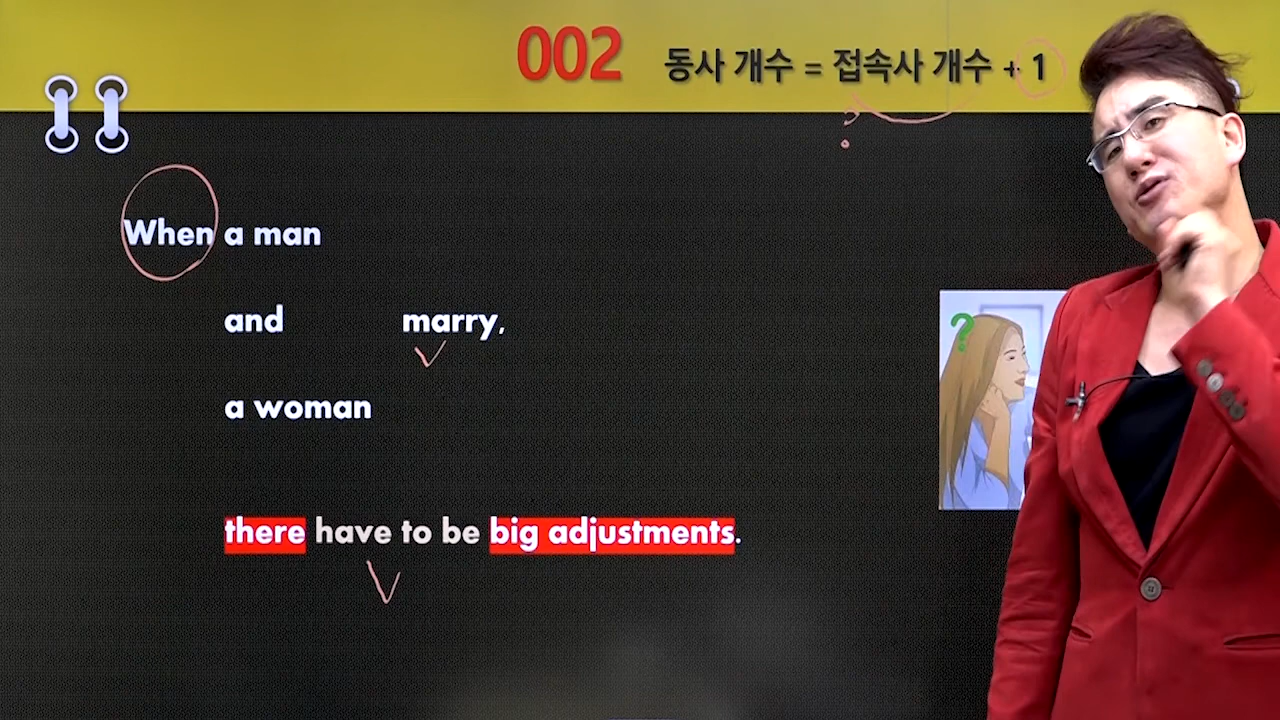 002 동사 개수 = 접속사 개수 + 1
When a man
and marry,
a woman
there have to be big adjustments.
?